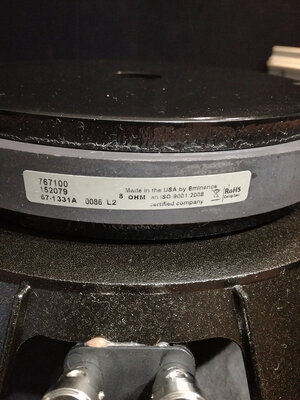 767100
152079
67-1331A 0086 L2 8 OHM
Made in the USA by Eminence
an ISO-9001:2008
certified company
RoHS
Compliant